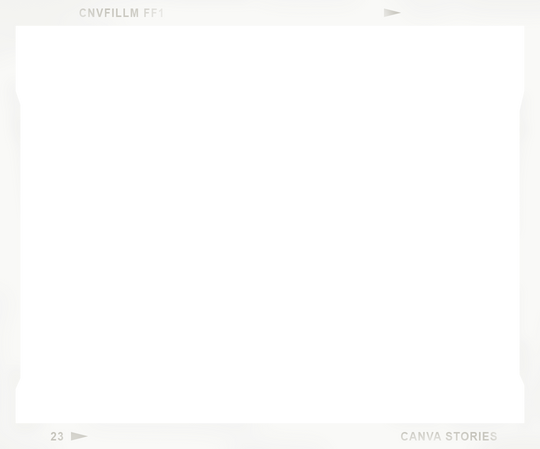 CNVFILLM FF1
23
CANVA STORIES